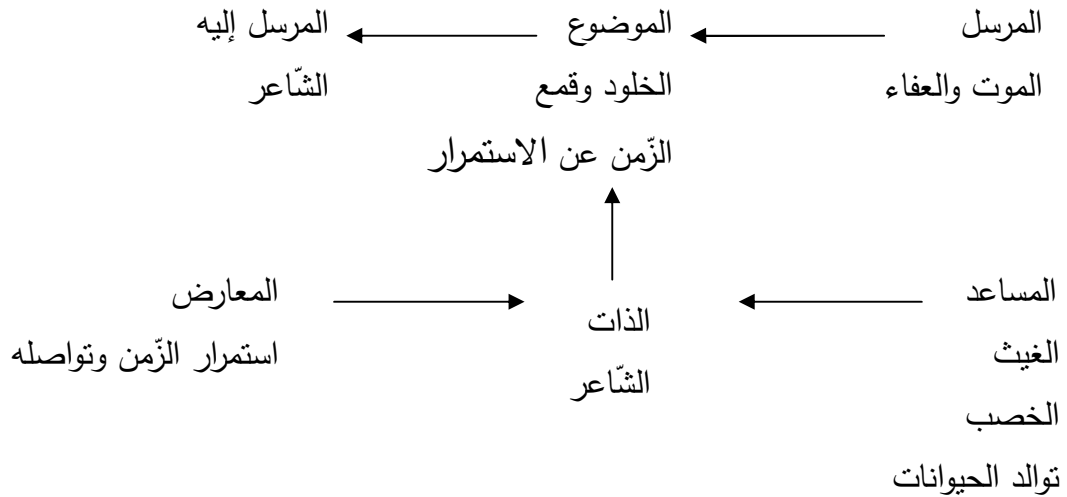 المرسل
الموت والعفاء
الموضوع
الخلود وقمع
الزّمن عن الاستمرار
المرسل إليه
الشّاعر
المساعد
الغيث
الخصب
توالد الحيوانات
الذات
الشّاعر
المعارض
استمرار الزّمن وتواصله